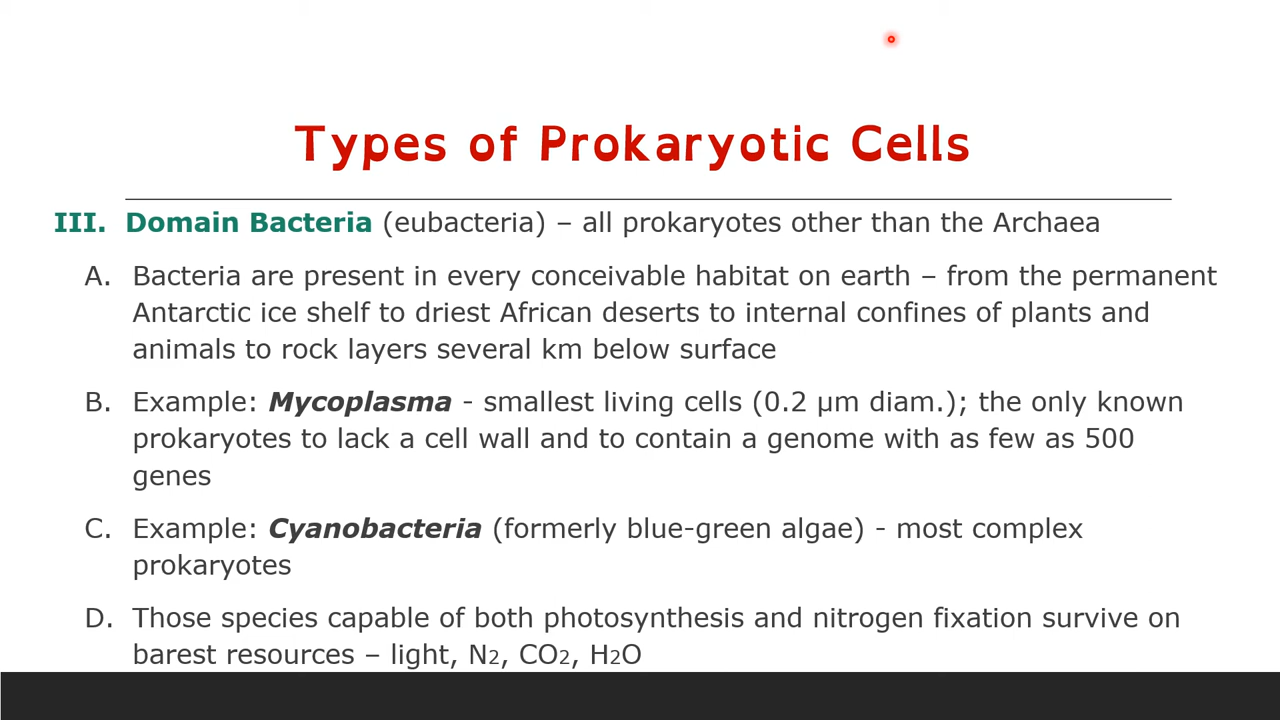 Types of Prokaryotic Cells
III. Domain Bacteria (eubacteria) – all prokaryotes other than the Archaea
A. Bacteria are present in every conceivable habitat on earth – from the permanent
Antarctic ice shelf to driest African deserts to internal confines of plants and
animals to rock layers several km below surface
B. Example: Mycoplasma - smallest living cells (0.2 μm diam.); the only known
prokaryotes to lack a cell wall and to contain a genome with as few as 500
genes
C. Example: Cyanobacteria (formerly blue-green algae) - most complex
prokaryotes
D. Those species capable of both photosynthesis and nitrogen fixation survive on
barest resources – light, N2, CO2, H2O